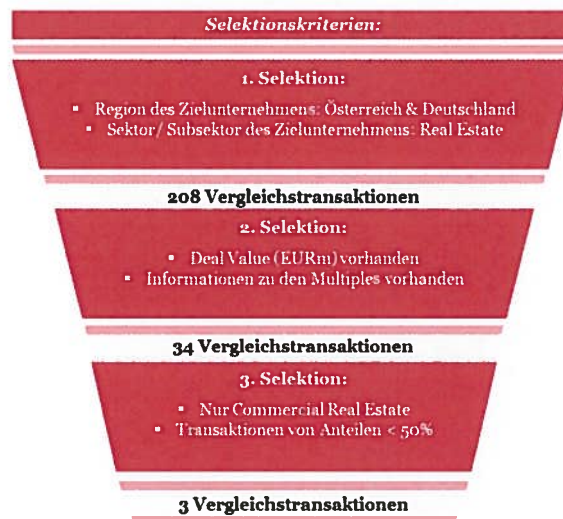 Selektionskriterien:
1. Selektion:
▪ Region des Zielunternehmens: Österreich & Deutschland
▪ Sektor/ Subsektor des Zielunternehmens: Real Estate
208 Vergleichstransaktionen
2. Selektion:
▪ Deal Value (EURm) vorhanden
▪ Informationen zu den Multiples vorhanden
34 Vergleichstransaktionen
3. Selektion:
▪ Nur Commercial Real Estate
▪ Transaktionen von Anteilen < 50%
3 Vergleichstransaktionen